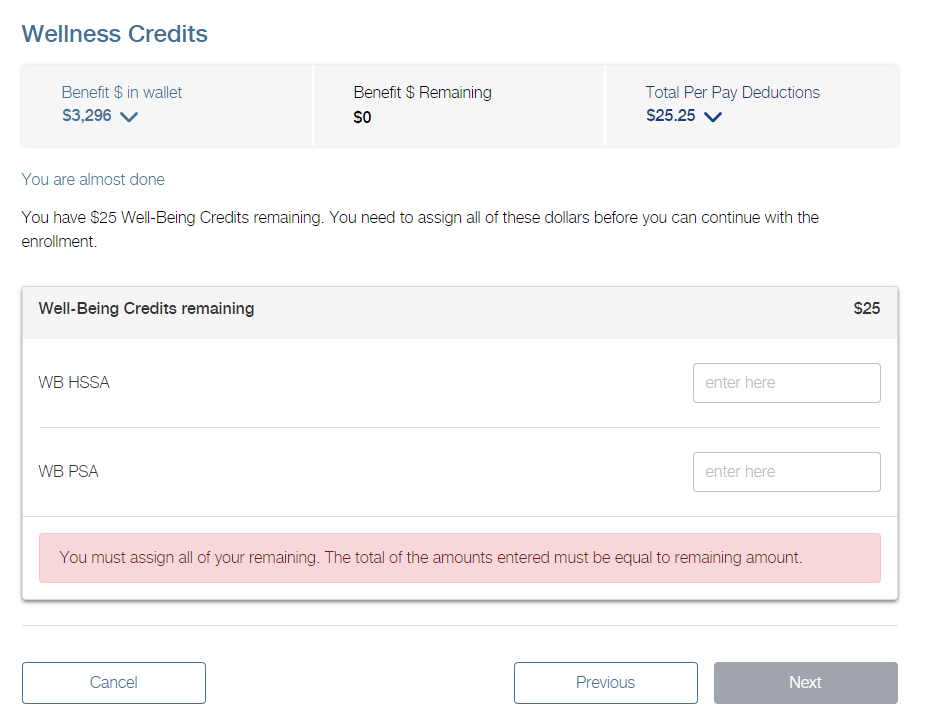 Wellness Credits
Benefit $ in wallet
$3,296
Benefit $ Remaining
$0
Total Per Pay Deductions
$25.25
You are almost done
You have $25 Well-Being Credits remaining. You need to assign all of these dollars before you can continue with the
enrollment.
Well-Being Credits remaining $25
WB HSSA enter here
WB PSA enter here
You must assign all of your remaining. The total of the amounts entered must be equal to remaining amount.
Cancel Previous Next